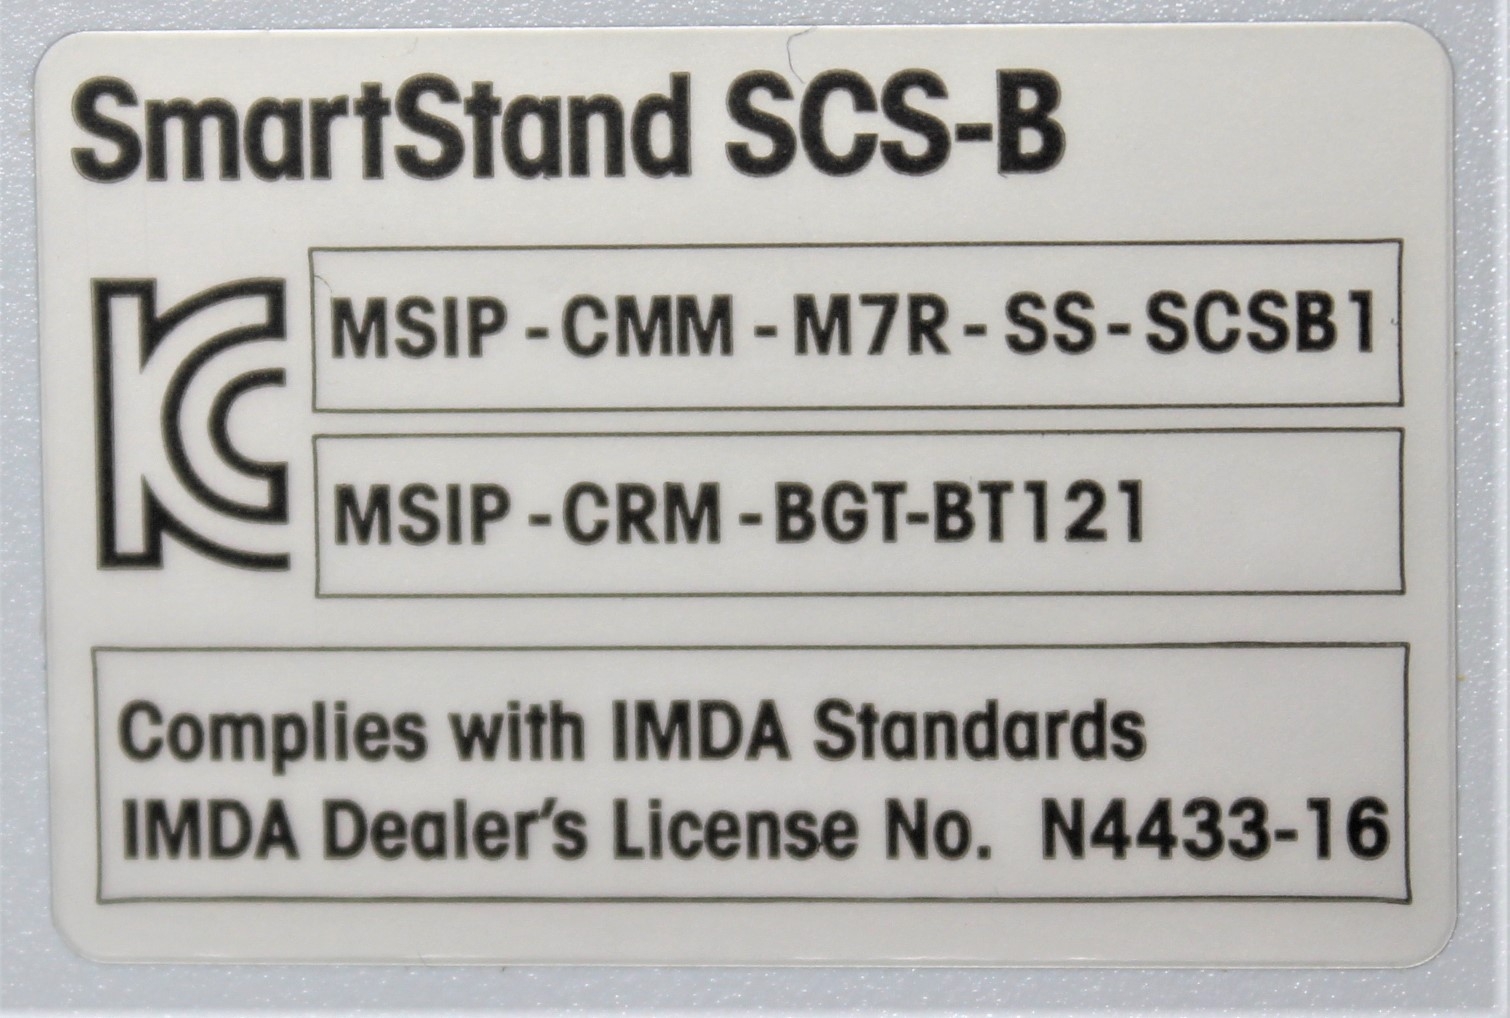 SmartStand SCS-B
KC
MSIP - CMM - M7R - SS - SCSB1
MSIP - CRM - BGT-BT121
Complies with IMDA Standards
IMDA Dealer's License No. N4433-16